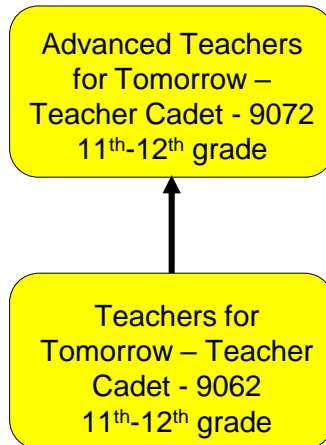 Advanced Teachers
for Tomorrow –
Teacher Cadet - 9072
11th-12th grade
Teachers for
Tomorrow – Teacher
Cadet - 9062
11th-12th grade